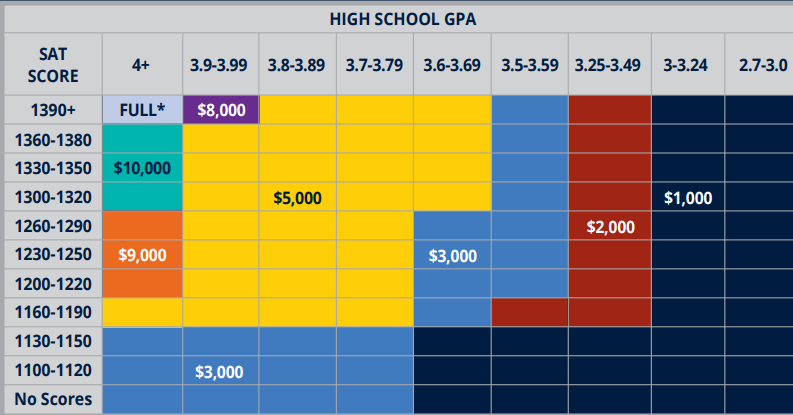 HIGH SCHOOL GPA
SAT SCORE 4+ 3.9-3.99 3.8-3.89 3.7-3.79 3.6-3.69 3.5-3.59 3.25-3.49 3-3.24 2.7-3.0
1390+ FULL* $8,000
1360-1380
1330-1350 $10,000
1300-1320 $5,000 $1,000
1260-1290 $2,000
1230-1250 $9,000 $3,000
1200-1220
1160-1190
1130-1150
1100-1120 $3,000
No Scores